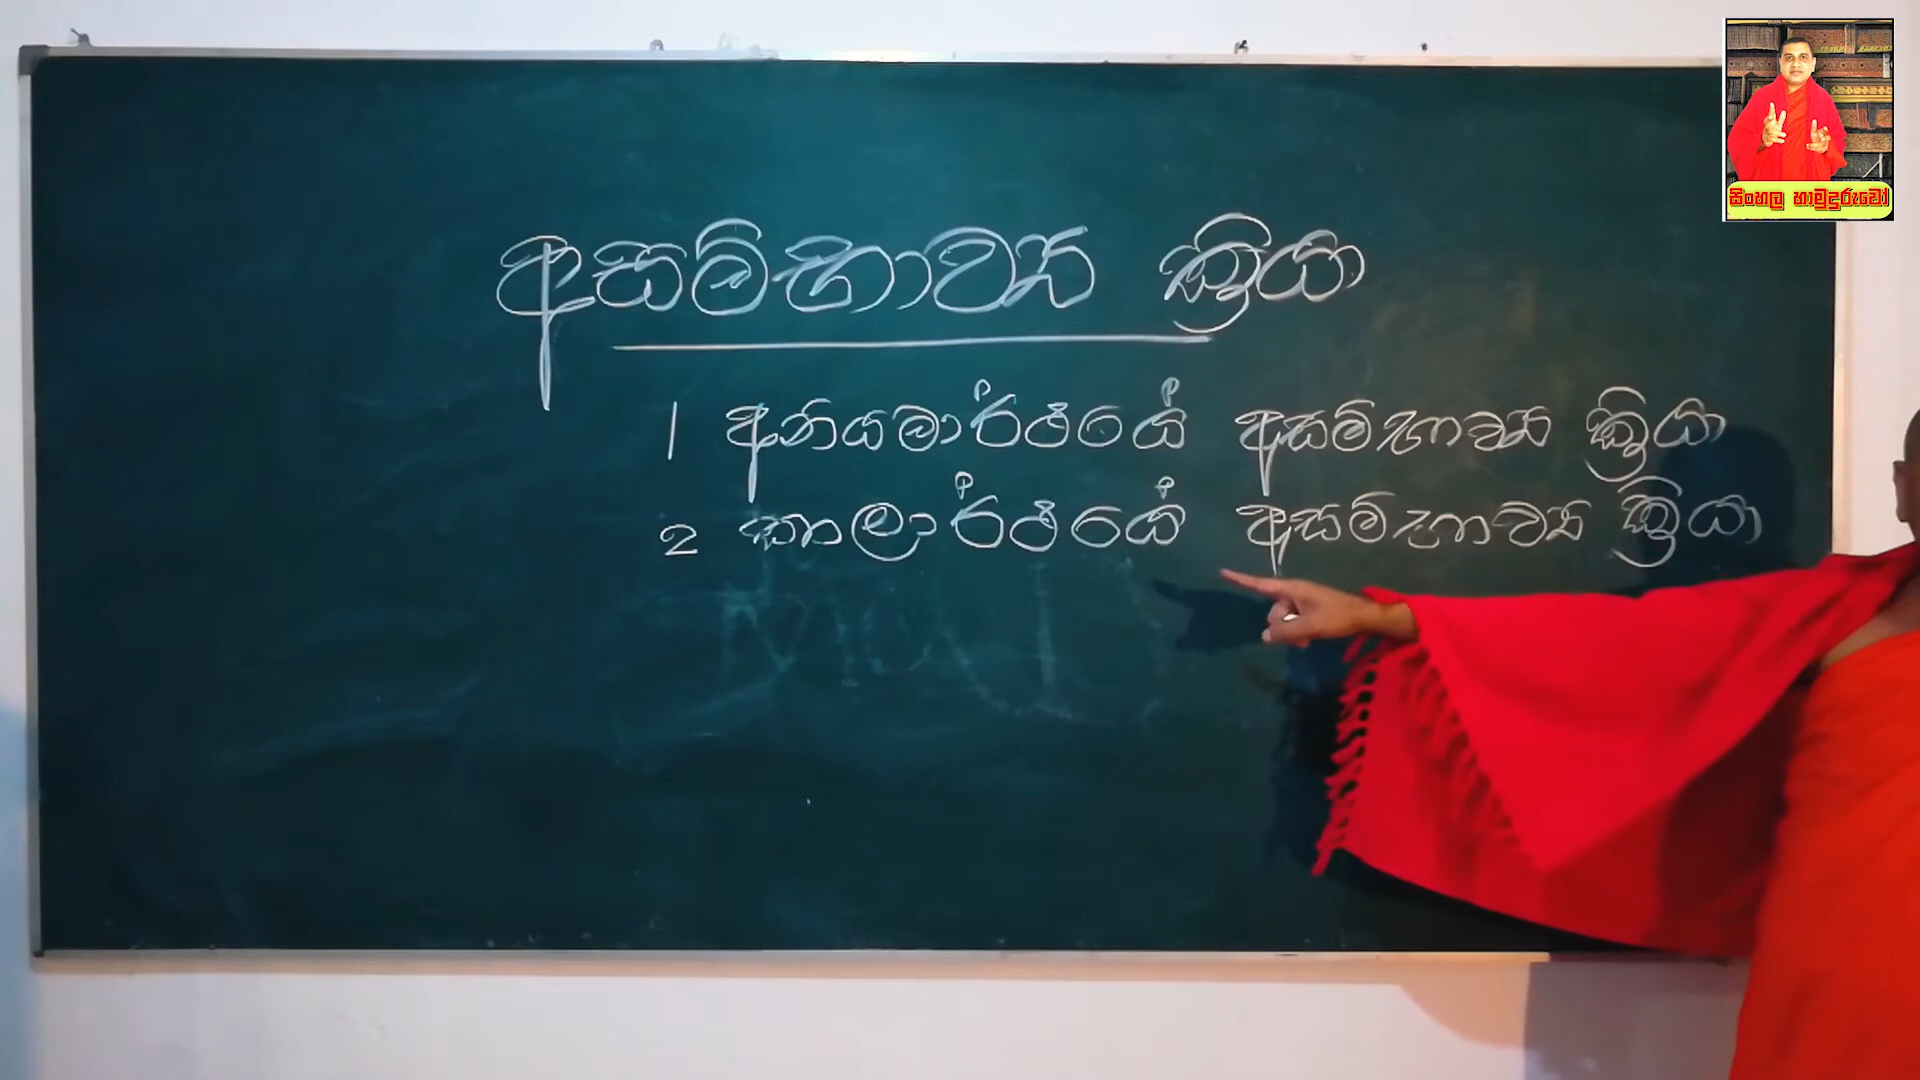 අසම්භාව්‍ය ක්‍රියා
1 අනියමාර්ථයේ අසම්භාව්‍ය ක්‍රියා
2 කාලාර්ථයේ අසම්භාව්‍ය ක්‍රියා
සිංහල හාමුදුරුවෝ